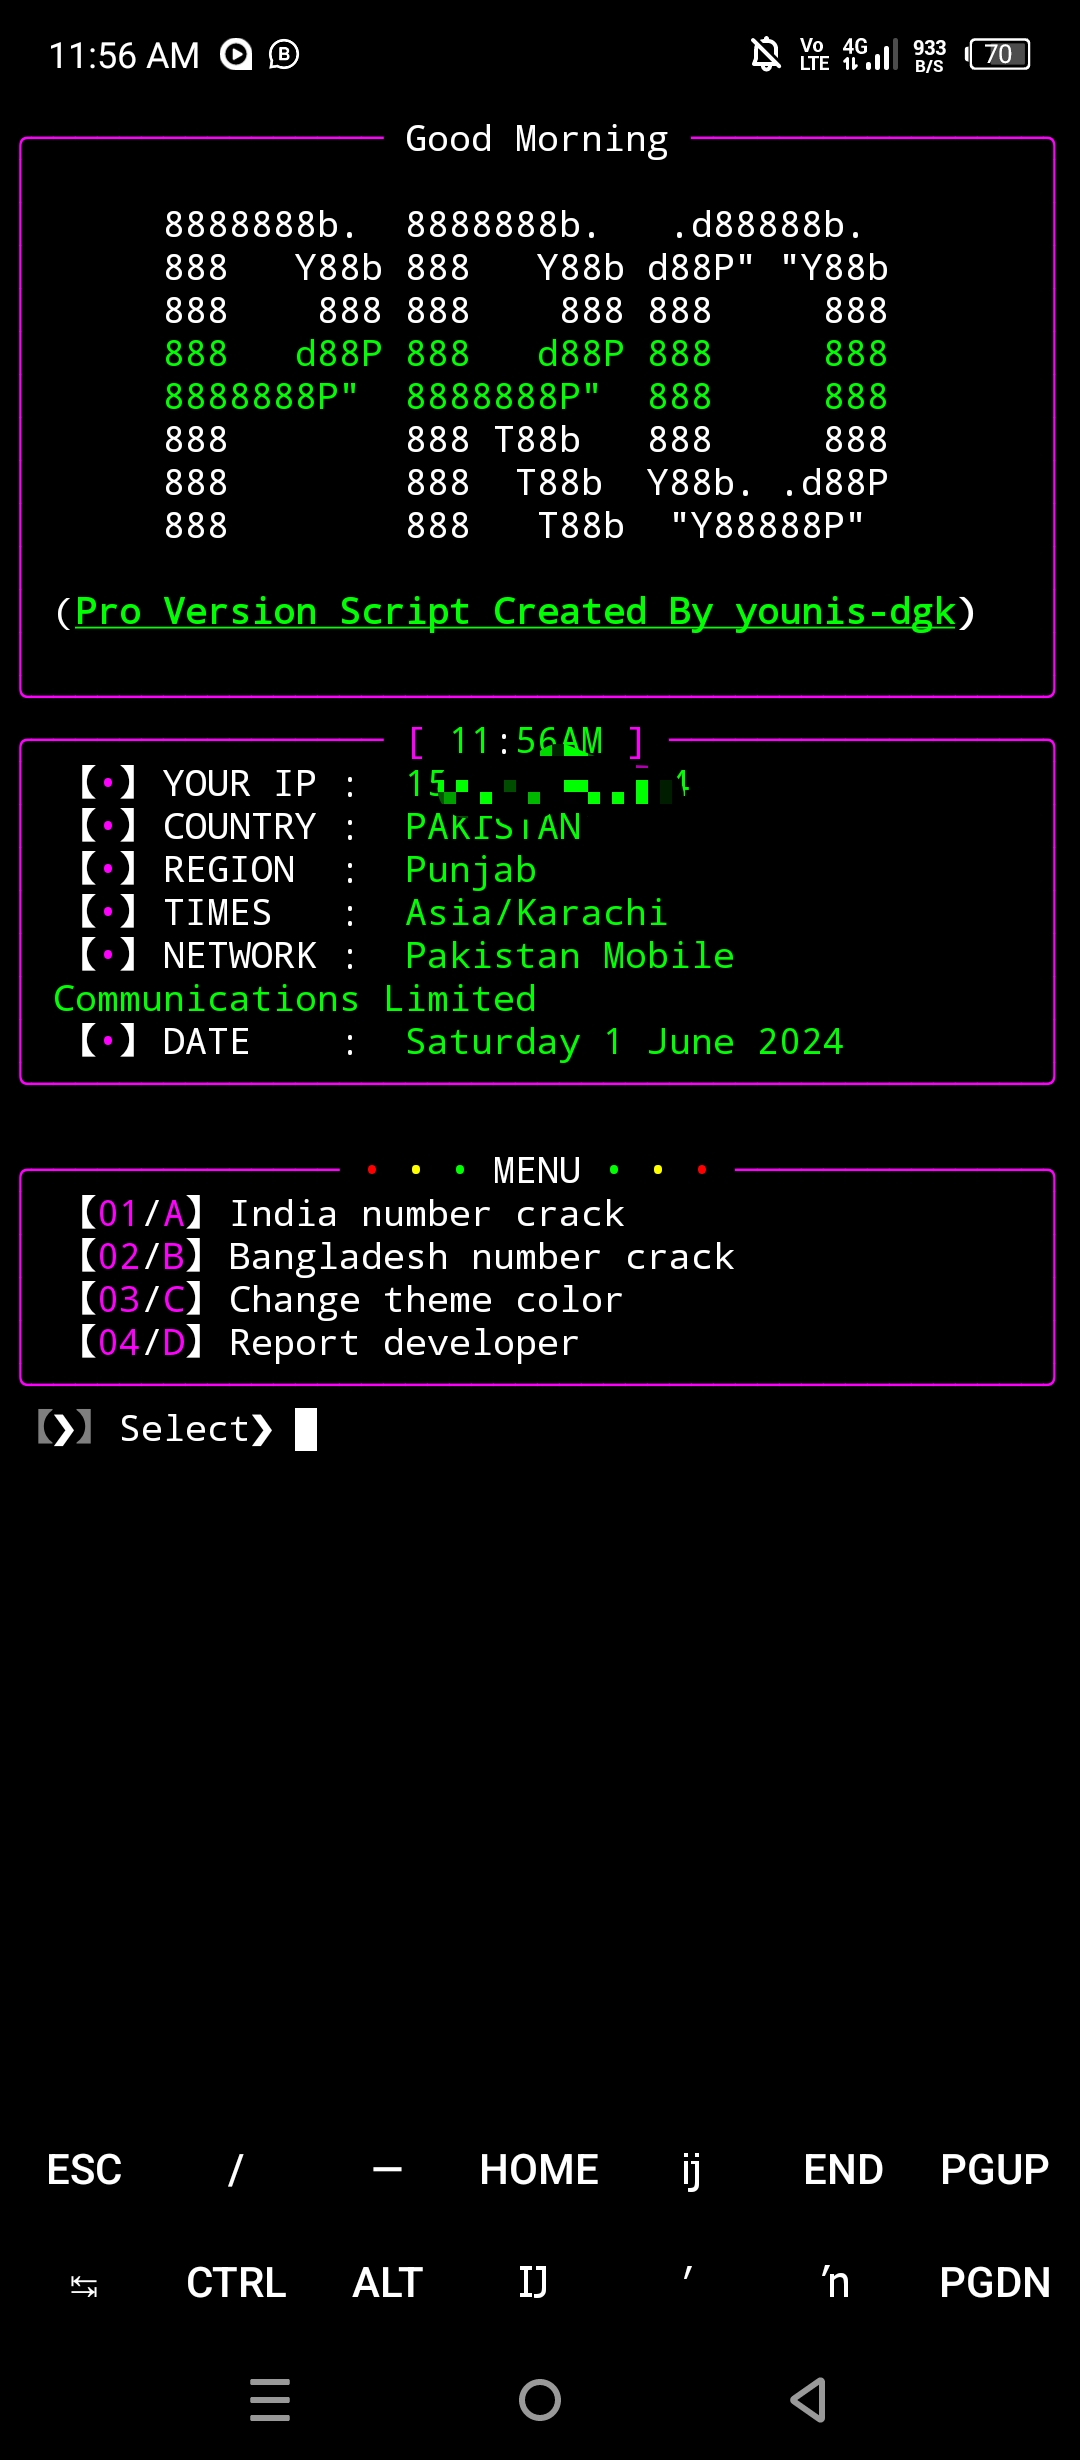 11:56 AM B Vo LTE 4G 933 B/S 70
Good Morning
8888888b.  8888888b.   .d88888b.
888   Y88b 888   Y88b d88P" "Y88b
888    888 888    888 888     888
888   d88P 888   d88P 888     888
8888888P"  8888888P"  888     888
888        888 T88b   888     888
888        888  T88b  Y88b. .d88P
888        888   T88b  "Y88888P"
(Pro Version Script Created By younis-dgk)
[ 11:56AM ]
【•】 YOUR IP :
【•】 COUNTRY : PAKISTAN
【•】 REGION  : Punjab
【•】 TIMES   : Asia/Karachi
【•】 NETWORK : Pakistan Mobile
Communications Limited
【•】 DATE    : Saturday 1 June 2024
• • • MENU • • •
【01/A】 India number crack
【02/B】 Bangladesh number crack
【03/C】 Change theme color
【04/D】 Report developer
【❯】 Select❯
ESC / — HOME ĳ END PGUP
↹ CTRL ALT Ĳ ′ ŉ PGDN